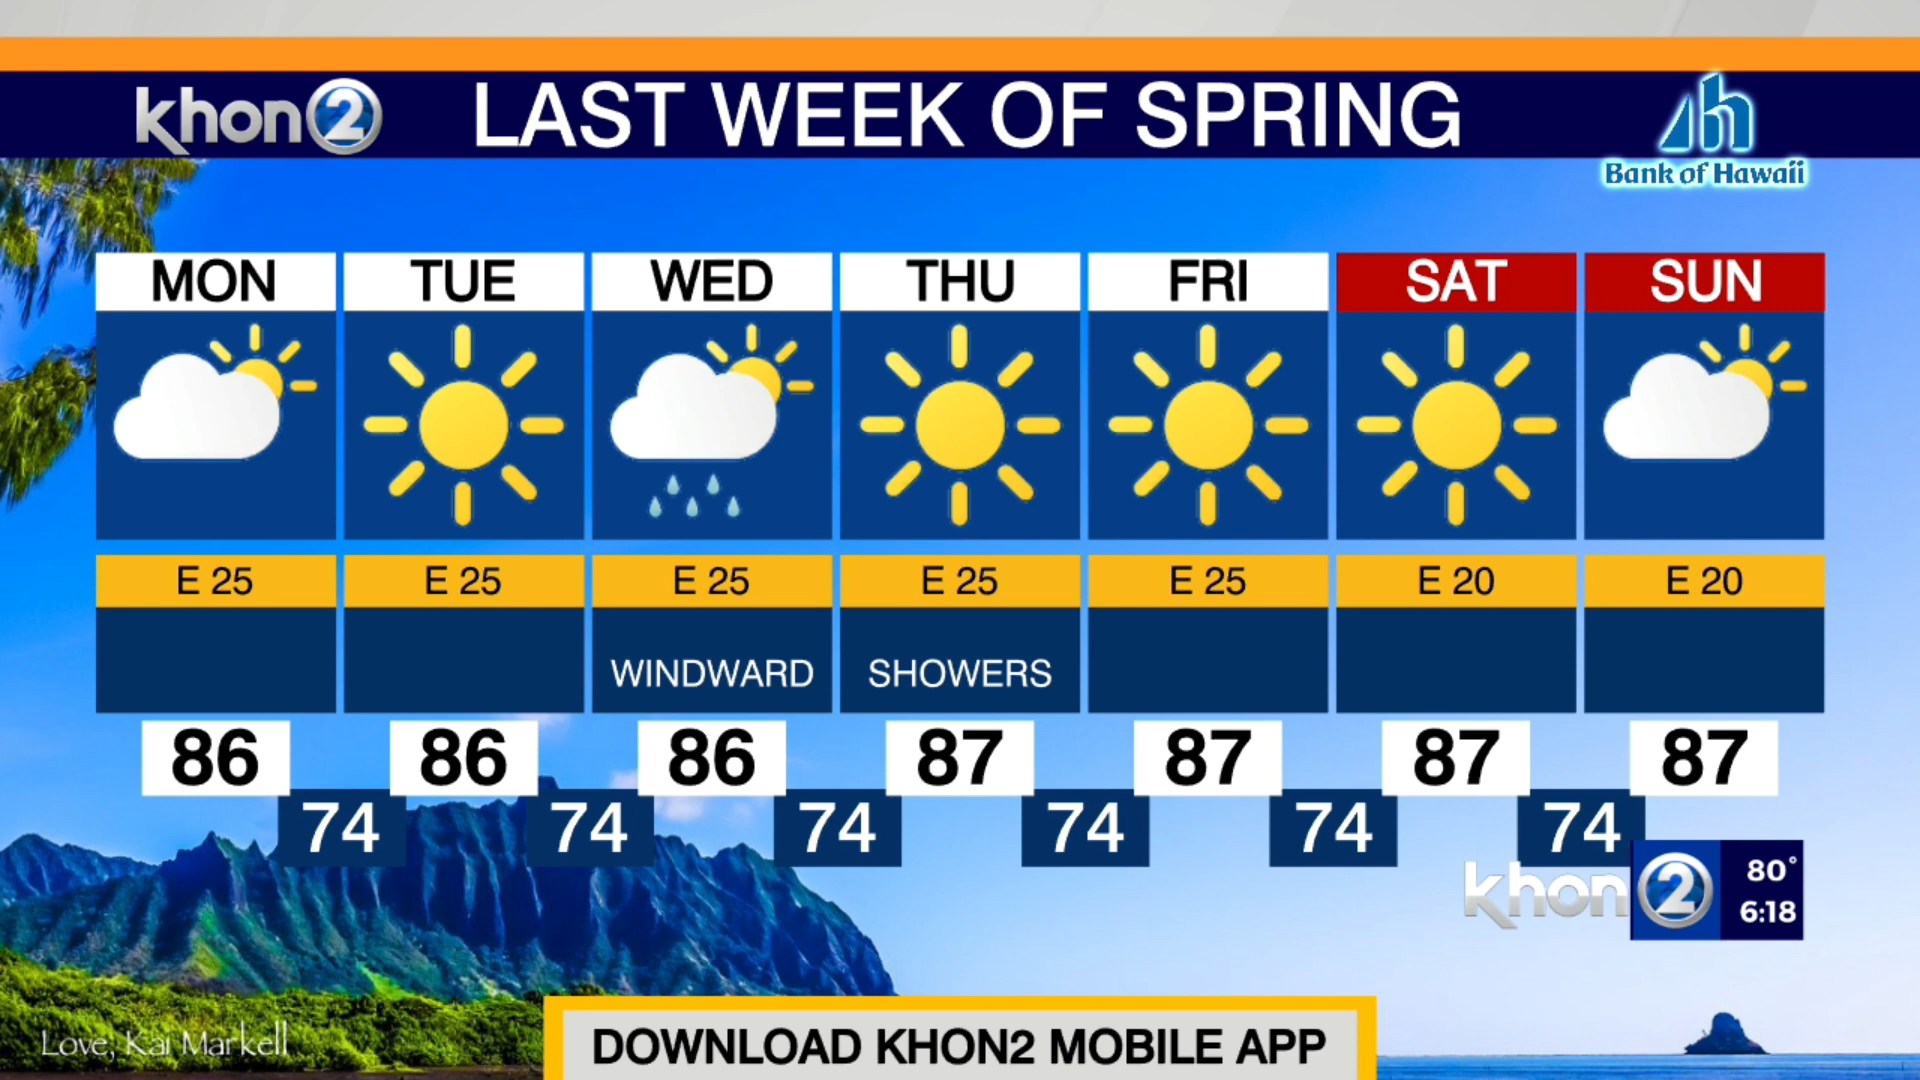 khon2 LAST WEEK OF SPRING
Bank of Hawaii
MON TUE WED THU FRI SAT SUN
E 25 E 25 E 25 E 25 E 25 E 20 E 20
WINDWARD SHOWERS
86 86 86 87 87 87 87
74 74 74 74 74 74
khon2 80°
6:18
Love, Kai Markell
DOWNLOAD KHON2 MOBILE APP